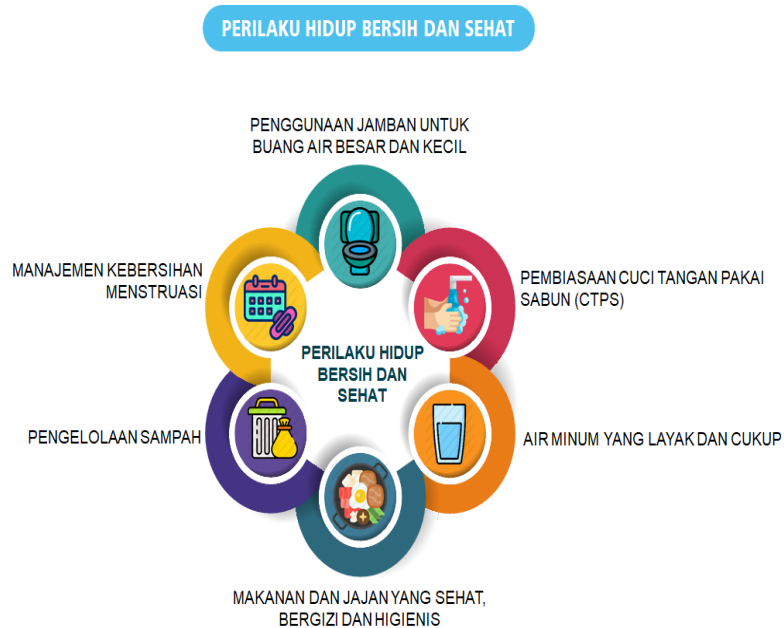 PERILAKU HIDUP BERSIH DAN SEHAT
PENGGUNAAN JAMBAN UNTUK
BUANG AIR BESAR DAN KECIL
PEMBIASAAN CUCI TANGAN PAKAI
SABUN (CTPS)
AIR MINUM YANG LAYAK DAN CUKUP
MAKANAN DAN JAJAN YANG SEHAT,
BERGIZI DAN HIGIENIS
PENGELOLAAN SAMPAH
MANAJEMEN KEBERSIHAN
MENSTRUASI
PERILAKU HIDUP
BERSIH DAN
SEHAT